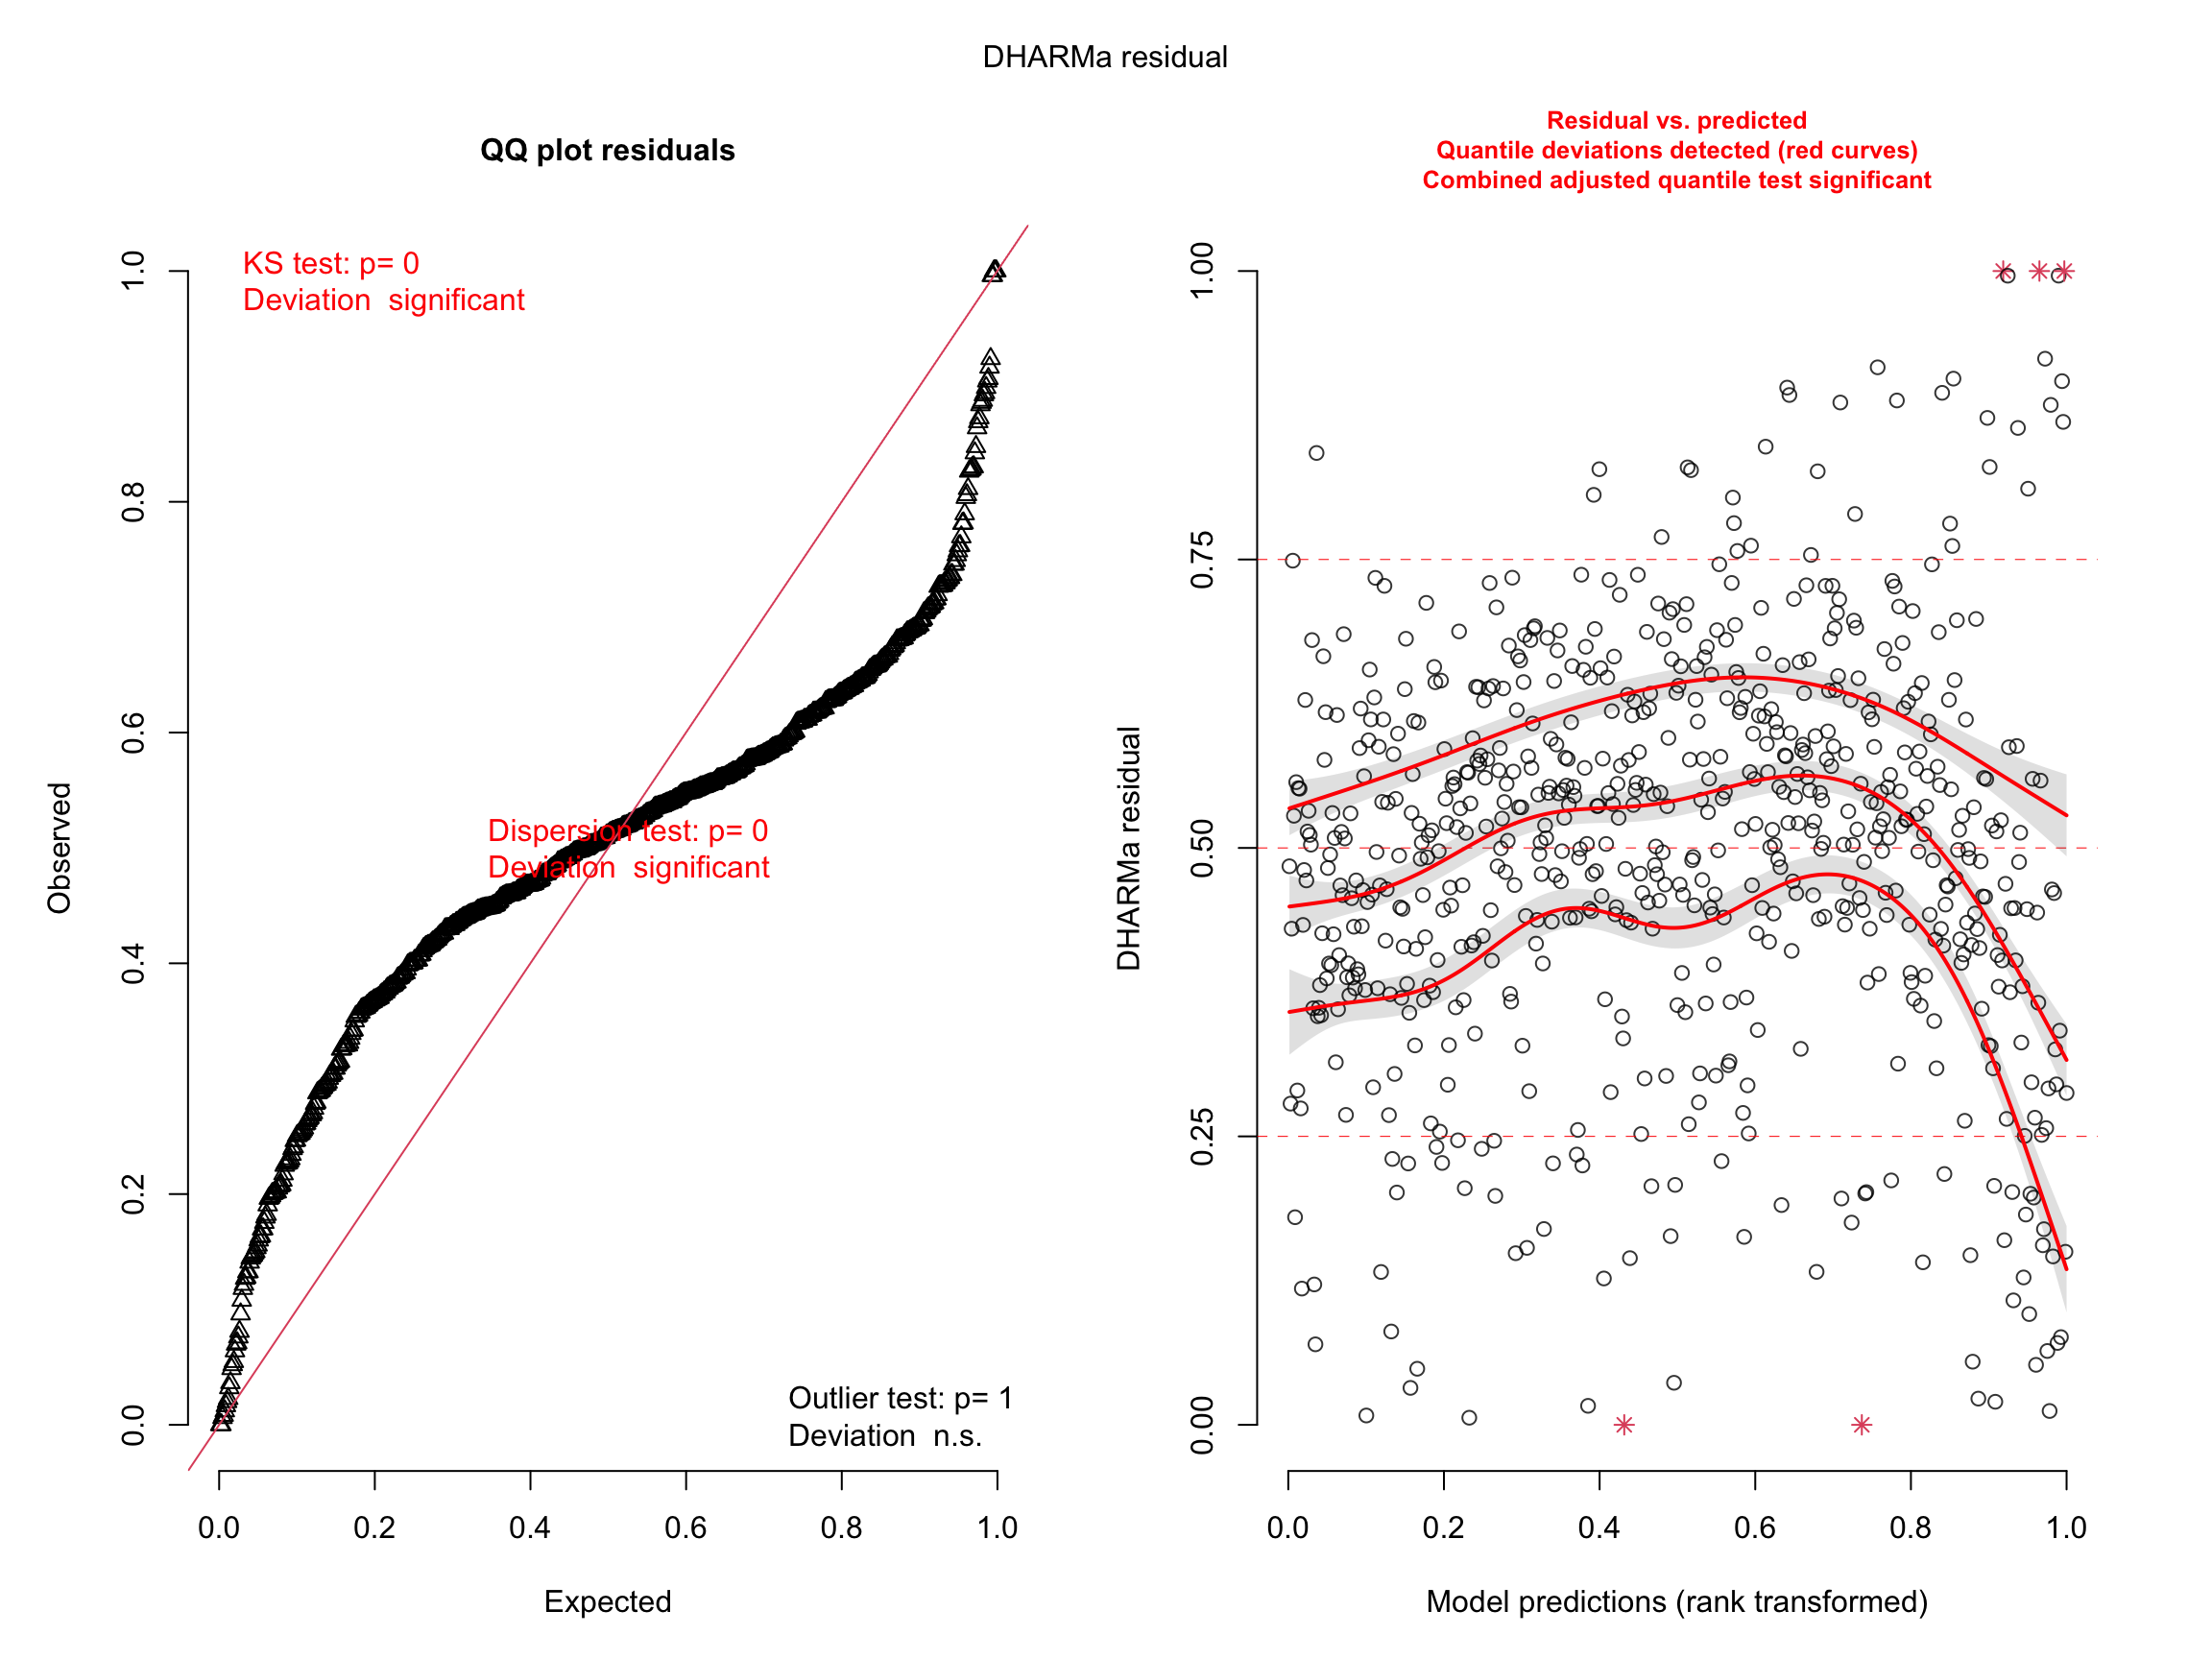 DHARMa residual
QQ plot residuals
KS test: p= 0
Deviation  significant
Dispersion test: p= 0
Deviation  significant
Outlier test: p= 1
Deviation  n.s.
Observed
0.0
0.2
0.4
0.6
0.8
1.0
0.0
0.2
0.4
0.6
0.8
1.0
Expected
Residual vs. predicted
Quantile deviations detected (red curves)
Combined adjusted quantile test significant
DHARMa residual
0.00
0.25
0.50
0.75
1.00
0.0
0.2
0.4
0.6
0.8
1.0
Model predictions (rank transformed)